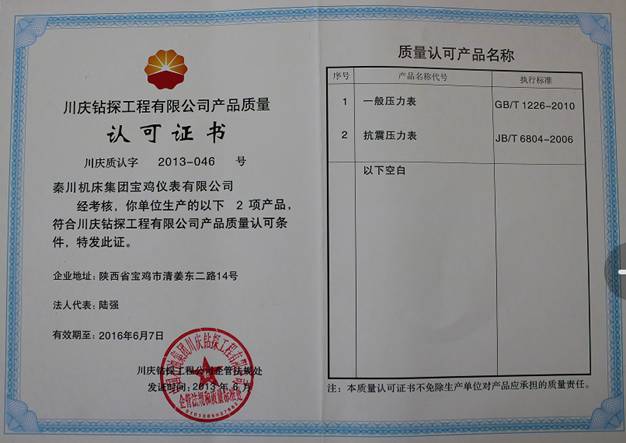 川庆钻探工程有限公司产品质量
认可证书
川庆质认字 2013-046 号
秦川机床集团宝鸡仪表有限公司
经考核，你单位生产的以下 2 项产品，
符合川庆钻探工程有限公司产品质量认可条
件，特发此证。
企业地址：陕西省宝鸡市清姜东二路14号
法人代表：陆强
有效期至：2016年6月7日
发证时间：2013年6月
质量认可产品名称
序号 产品名称代号 执行标准
1 一般压力表 GB/T 1226-2010
2 抗震压力表 JB/T 6804-2006
以下空白
注：本质量认可证书不免除生产单位对产品应承担的质量责任。